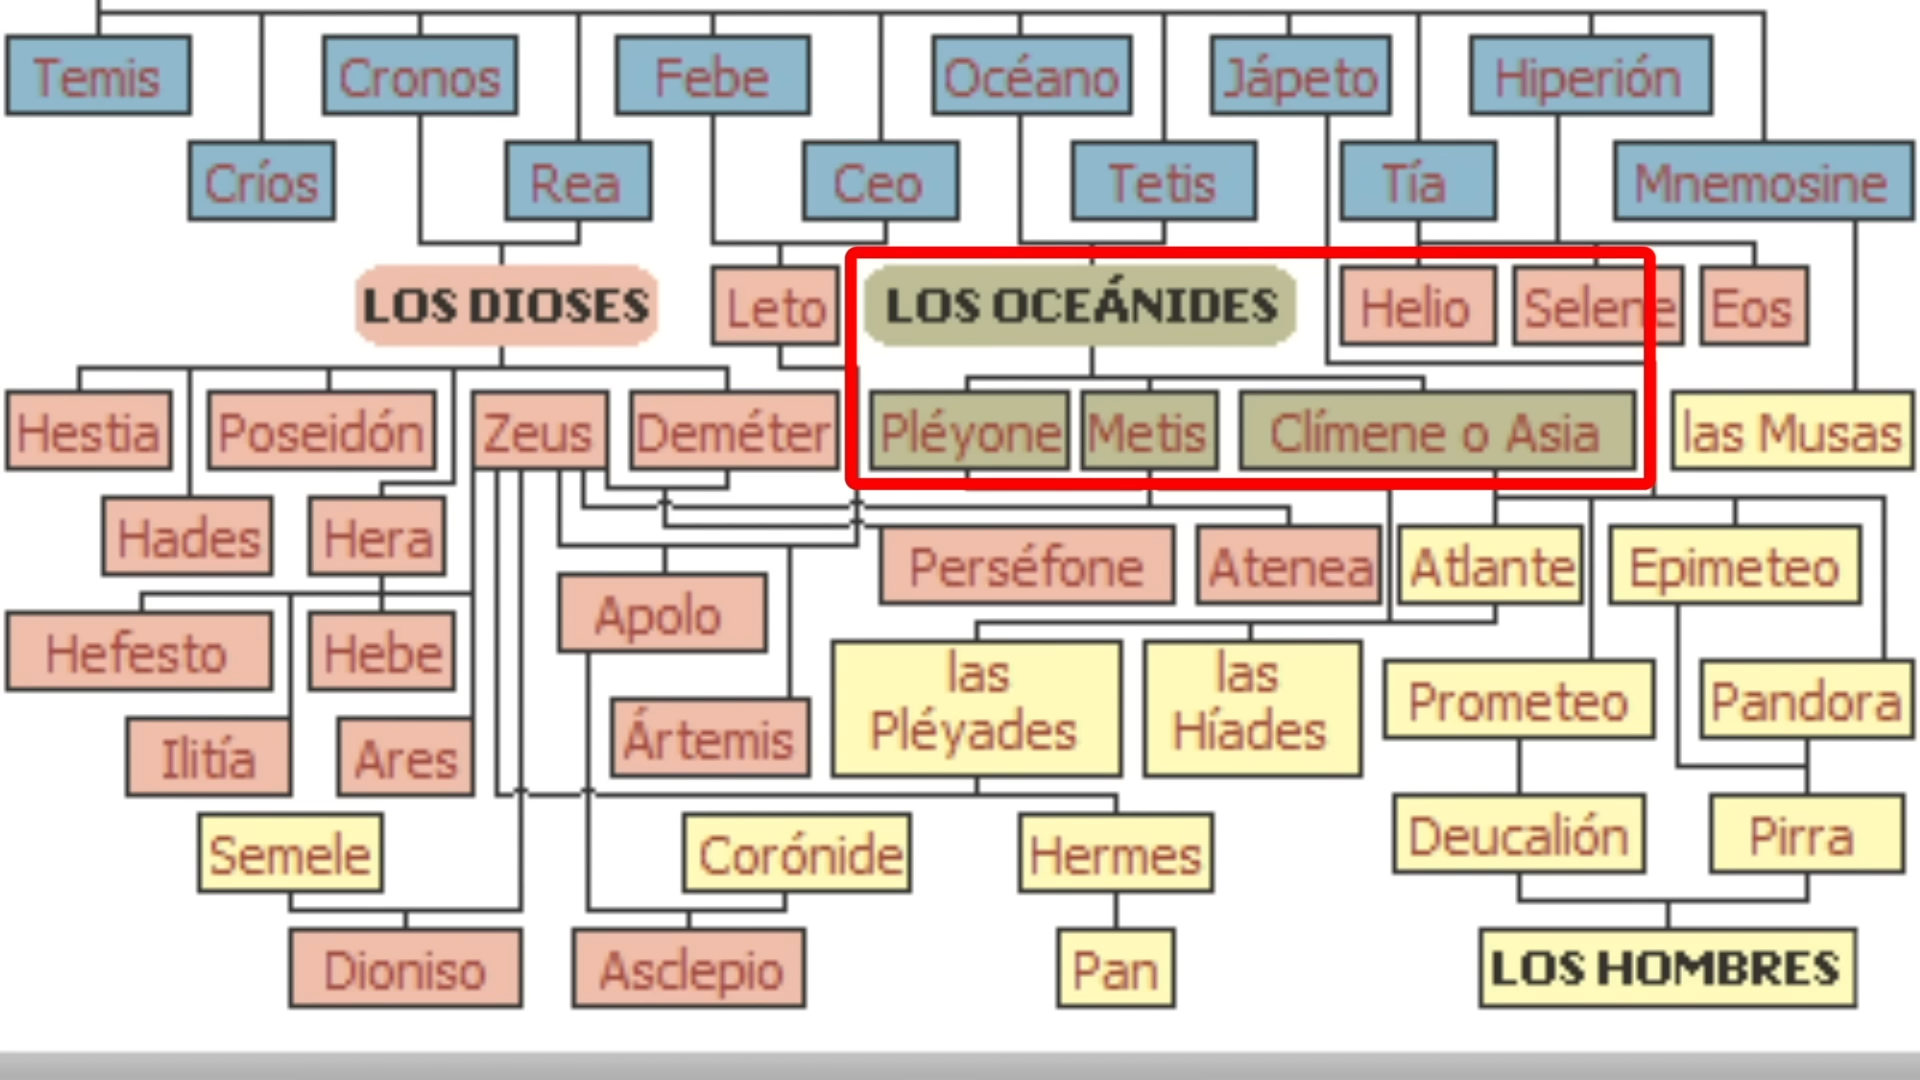 Temis
Cronos
Febe
Océano
Jápeto
Hiperión
Críos
Rea
Ceo
Tetis
Tía
Mnemosine
LOS DIOSES
Leto
LOS OCEÁNIDES
Helio
Selene
Eos
Hestia
Poseidón
Zeus
Deméter
Pléyone
Metis
Clímene o Asia
las Musas
Hades
Hera
Perséfone
Atenea
Atlante
Epimeteo
Hefesto
Hebe
Apolo
las
Pléyades
las
Híades
Prometeo
Pandora
Ilitía
Ares
Ártemis
Semele
Corónide
Hermes
Deucalión
Pirra
Dioniso
Asclepio
Pan
LOS HOMBRES